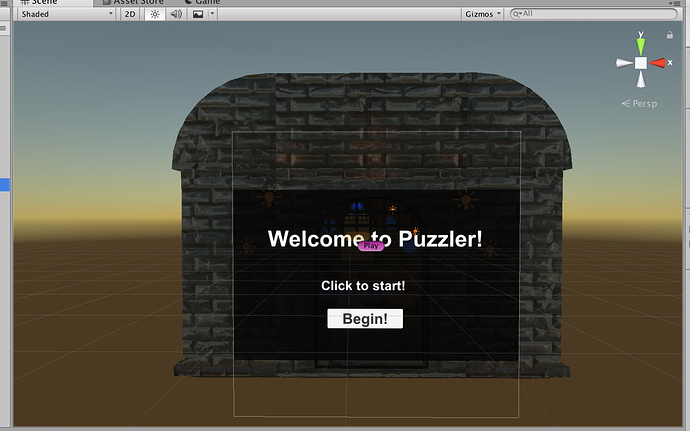 Scene Asset Store Game
Shaded 2D Gizmos All
y
x
Persp
Welcome to Puzzler!
Play
Click to start!
Begin!